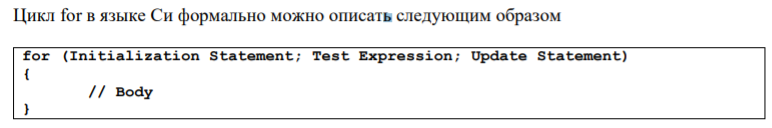 Цикл for в языке Си формально можно описать следующим образом
for (Initialization Statement; Test Expression; Update Statement)
{
// Body
}